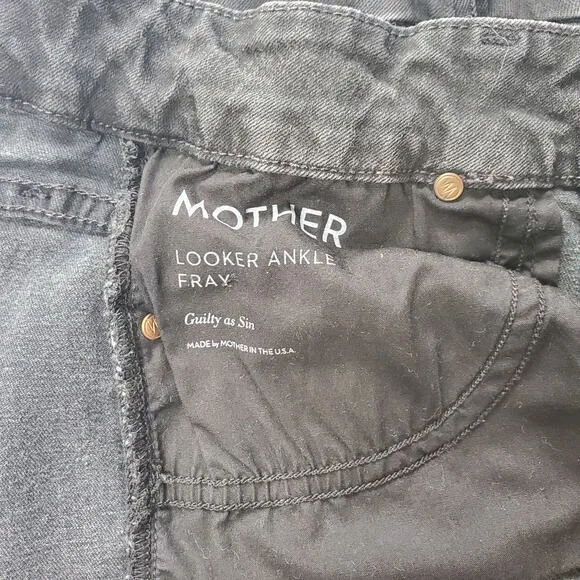 MOTHER
LOOKER ANKLE
FRAY
Guilty as Sin
MADE by MOTHER IN THE U.S.A.
M
M